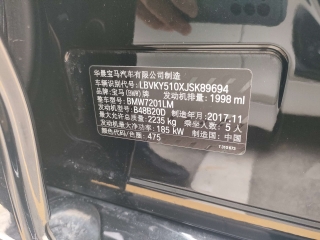 华晨宝马汽车有限公司制造
车辆识别代号: LBVKY510XJSK89694
品牌: 宝马(BMW)牌 发动机排量: 1998 ml
整车型号: BMW7201LM
发动机型号: B48B20D 制造年月: 2017.11
最大允许总质量: 2235 kg 乘坐人数: 5 人
发动机最大净功率: 185 kW 制造国: 中国
颜色代码/色漆: 475